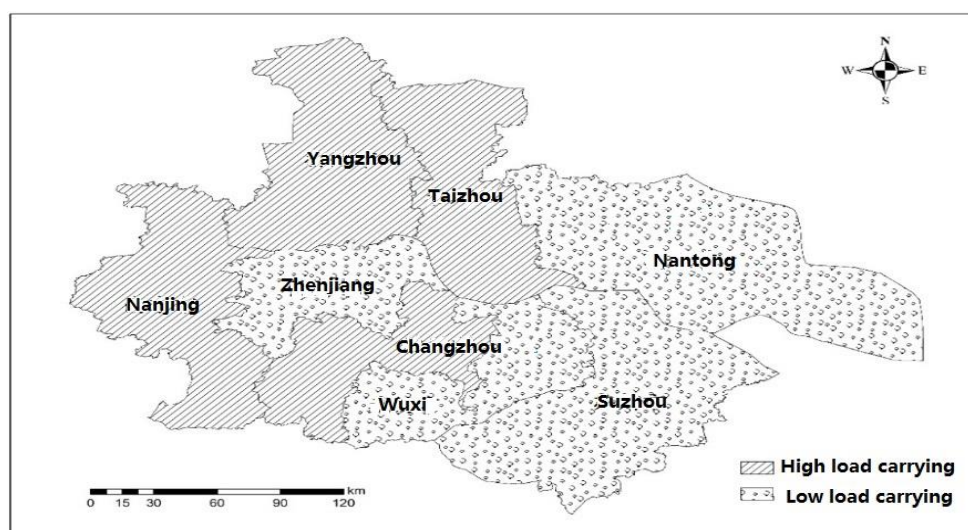 N
W E
S
Yangzhou
Taizhou
Nantong
Zhenjiang
Nanjing
Changzhou
Wuxi
Suzhou
High load carrying
Low load carrying
km
0 15 30 60 90 120